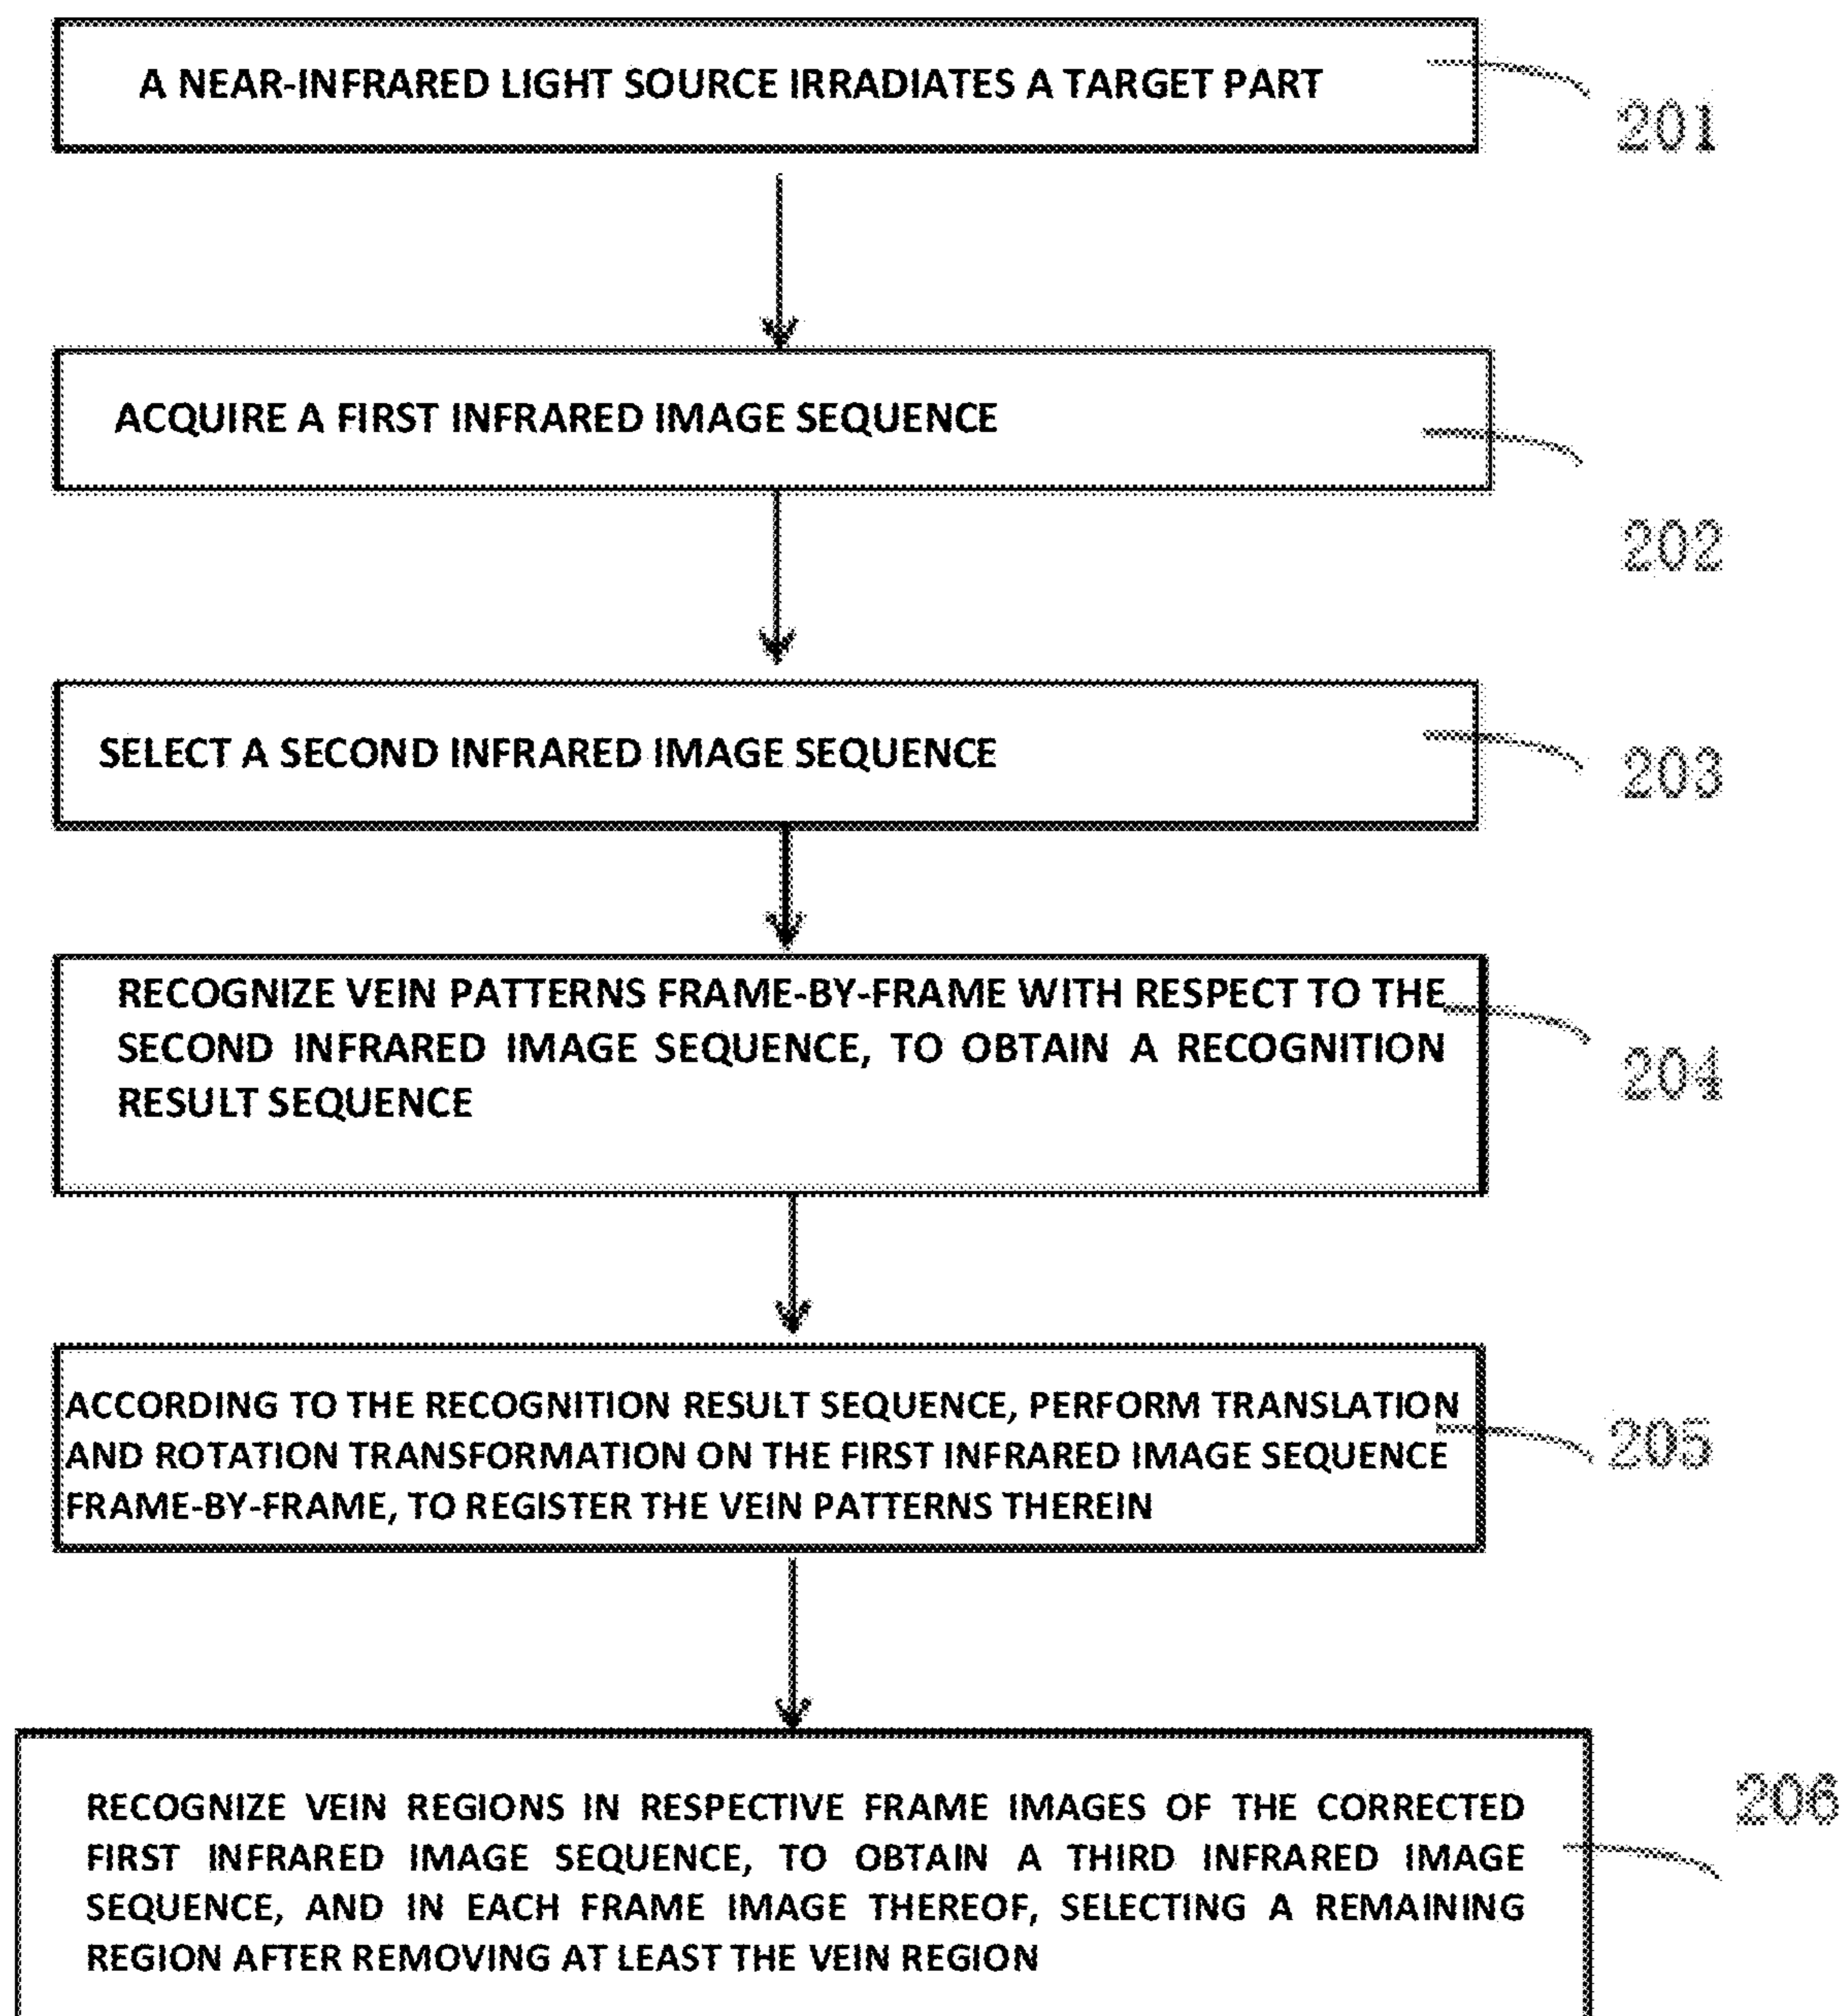 A NEAR-INFRARED LIGHT SOURCE IRRADIATES A TARGET PART
201
ACQUIRE A FIRST INFRARED IMAGE SEQUENCE
202
SELECT A SECOND INFRARED IMAGE SEQUENCE
203
RECOGNIZE VEIN PATTERNS FRAME-BY-FRAME WITH RESPECT TO THE
SECOND INFRARED IMAGE SEQUENCE, TO OBTAIN A RECOGNITION
RESULT SEQUENCE
204
ACCORDING TO THE RECOGNITION RESULT SEQUENCE, PERFORM TRANSLATION
AND ROTATION TRANSFORMATION ON THE FIRST INFRARED IMAGE SEQUENCE
FRAME-BY-FRAME, TO REGISTER THE VEIN PATTERNS THEREIN
205
RECOGNIZE VEIN REGIONS IN RESPECTIVE FRAME IMAGES OF THE CORRECTED
FIRST INFRARED IMAGE SEQUENCE, TO OBTAIN A THIRD INFRARED IMAGE
SEQUENCE, AND IN EACH FRAME IMAGE THEREOF, SELECTING A REMAINING
REGION AFTER REMOVING AT LEAST THE VEIN REGION
206